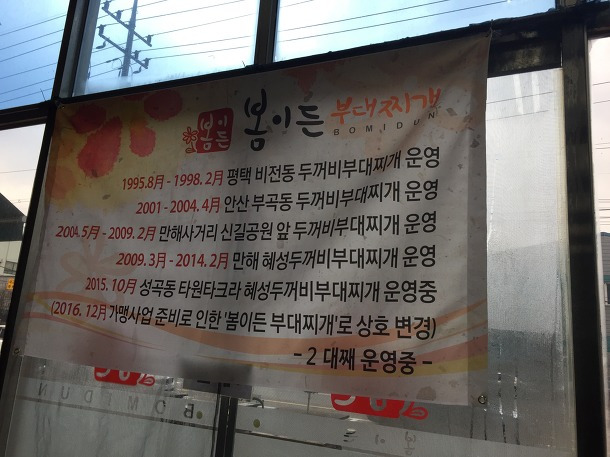 봄이든 봄이든 부대찌개
BOMIDUN
1995.8月 - 1998. 2月 평택 비전동 두꺼비부대찌개 운영
2001 - 2004. 4月 안산 부곡동 두꺼비부대찌개 운영
2004. 5月 - 2009. 2月 만해사거리 신길공원 앞 두꺼비부대찌개 운영
2009. 3月 - 2014. 2月 만해 혜성두꺼비부대찌개 운영
2015. 10月 성곡동 타원타크라 혜성두꺼비부대찌개 운영중
(2016. 12月 가맹사업 준비로 인한 '봄이든 부대찌개'로 상호 변경)
- 2 대째 운영중 -
BOMIDUN